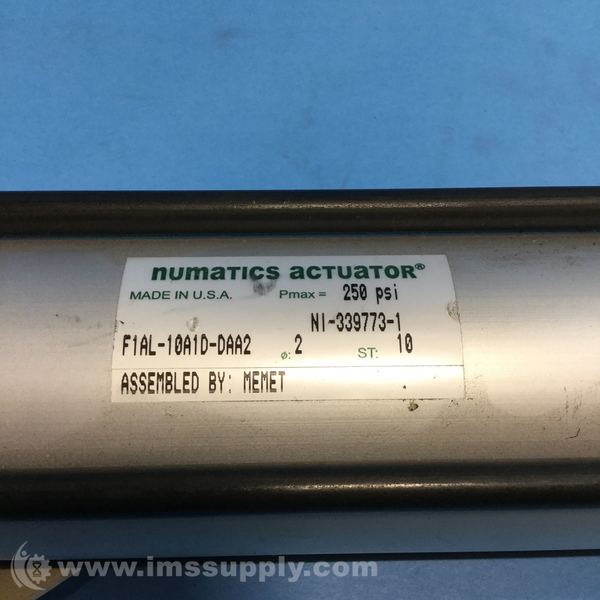 numatics actuator®
MADE IN U.S.A. Pmax = 250 psi
NI-339773-1
F1AL-10A1D-DAA2 ø: 2 ST: 10
ASSEMBLED BY: MEMET
www.imssupply.com